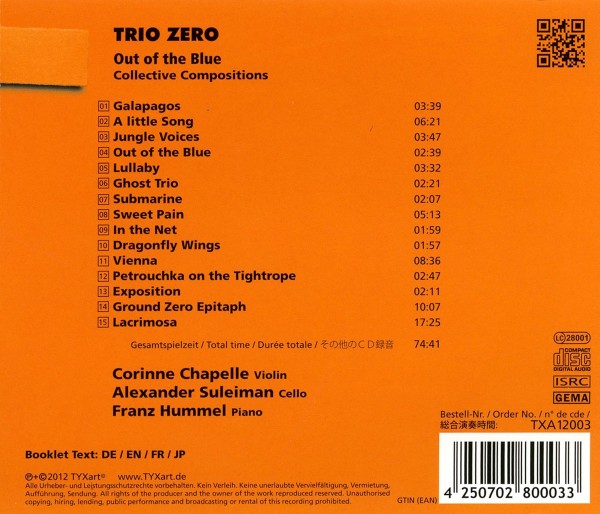 TRIO ZERO
Out of the Blue
Collective Compositions
01 Galapagos 03:39
02 A little Song 06:21
03 Jungle Voices 03:47
04 Out of the Blue 02:39
05 Lullaby 03:32
06 Ghost Trio 02:21
07 Submarine 02:07
08 Sweet Pain 05:13
09 In the Net 01:59
10 Dragonfly Wings 01:57
11 Vienna 08:36
12 Petrouchka on the Tightrope 02:47
13 Exposition 02:11
14 Ground Zero Epitaph 10:07
15 Lacrimosa 17:25
Gesamtspielzeit / Total time / Durée totale / その他のCD録音 74:41
Corinne Chapelle Violin
Alexander Suleiman Cello
Franz Hummel Piano
LC 28001
COMPACT
disc
DIGITAL AUDIO
ISRC
GEMA
Bestell-Nr. / Order No. / n° de cde /
総合演奏時間: TXA12003
Booklet Text: DE / EN / FR / JP
℗+©2012 TYXart® www.TYXart.de
Alle Urheber- und Leistungsschutzrechte vorbehalten. Kein Verleih. Keine unerlaubte Vervielfältigung, Vermietung,
Aufführung, Sendung. All rights of the producer and the owner of the work reproduced reserved. Unauthorised
copying, hiring, lending, public performance and broadcasting or rental of this recording prohibited.
GTIN (EAN)
4 250702 800033